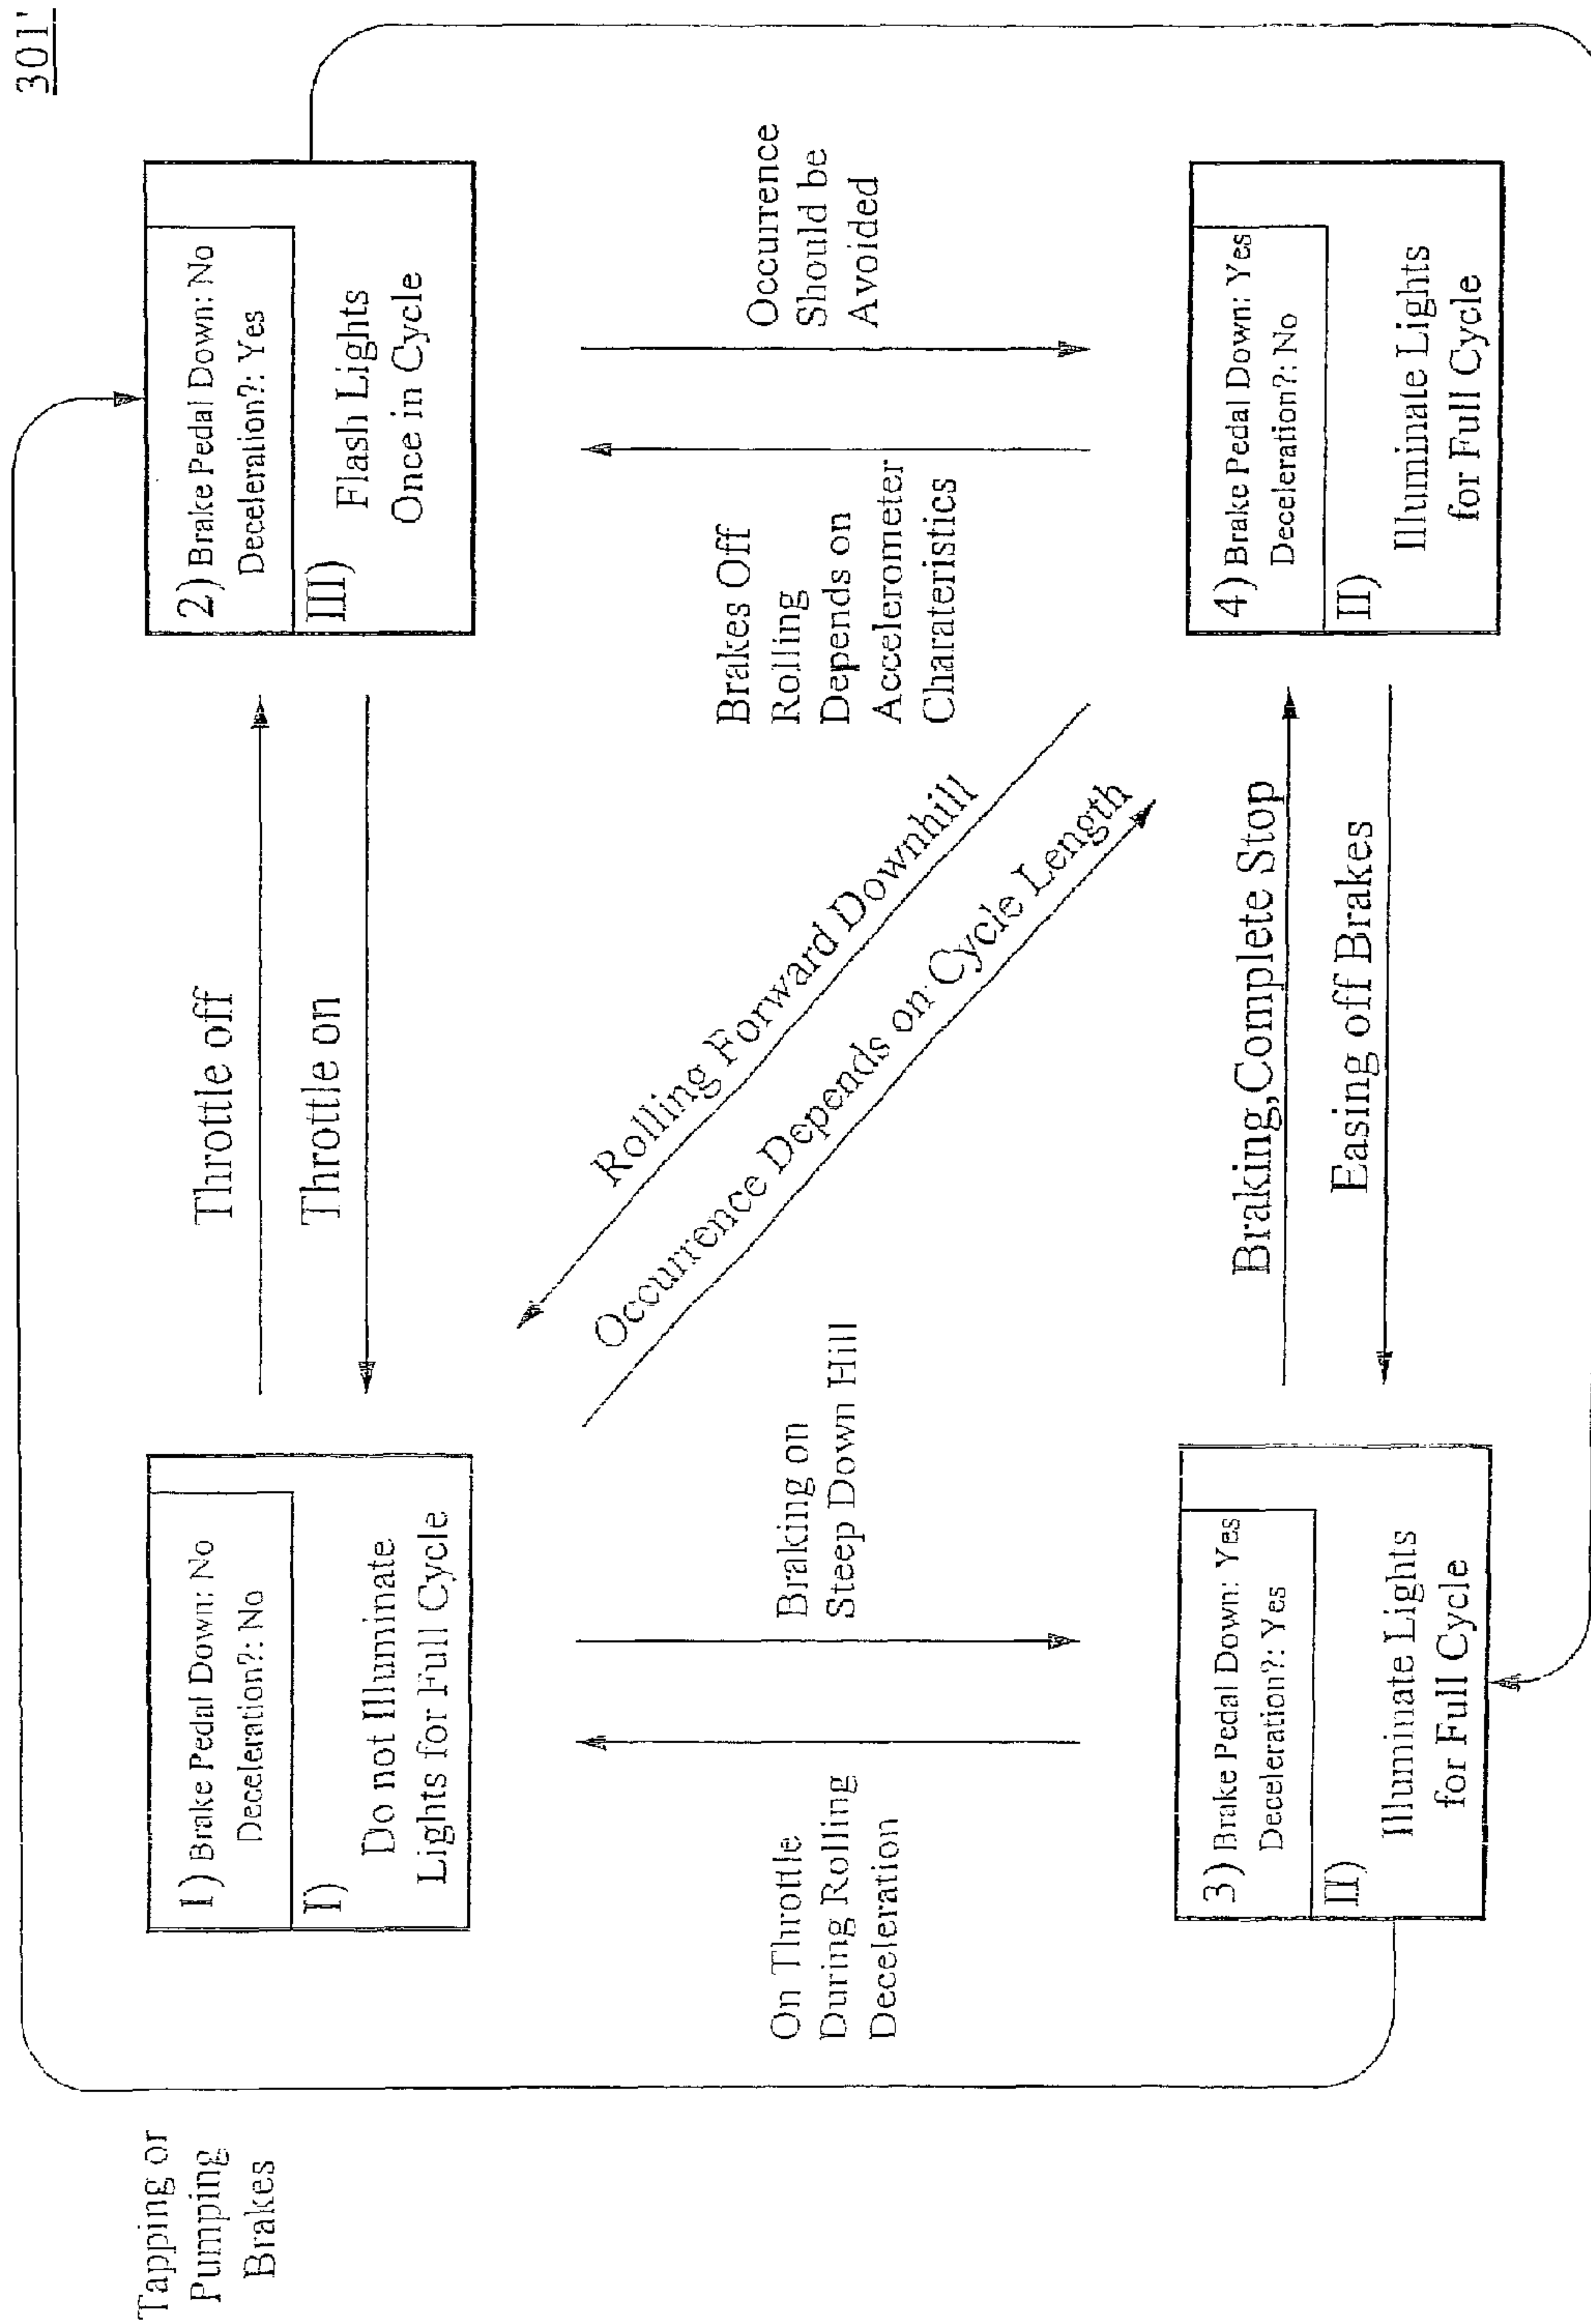 301'
Tapping or
Pumping
Brakes
1) Brake Pedal Down: No
Deceleration?: No
I)
Do not Illuminate
Lights for Full Cycle
Throttle off
Throttle on
2) Brake Pedal Down: No
Deceleration?: Yes
III)
Flash Lights
Once in Cycle
On Throttle
During Rolling
Deceleration
Braking on
Steep Down Hill
Rolling Forward Downhill
Occurrence Depends on Cycle Length
Brakes Off
Rolling
Depends on
Accelerometer
Charateristics
Occurrence
Should be
Avoided
3) Brake Pedal Down: Yes
Deceleration?: Yes
II)
Illuminate Lights
for Full Cycle
Braking,Complete Stop
Easing off Brakes
4) Brake Pedal Down: Yes
Deceleration?: No
II)
Illuminate Lights
for Full Cycle